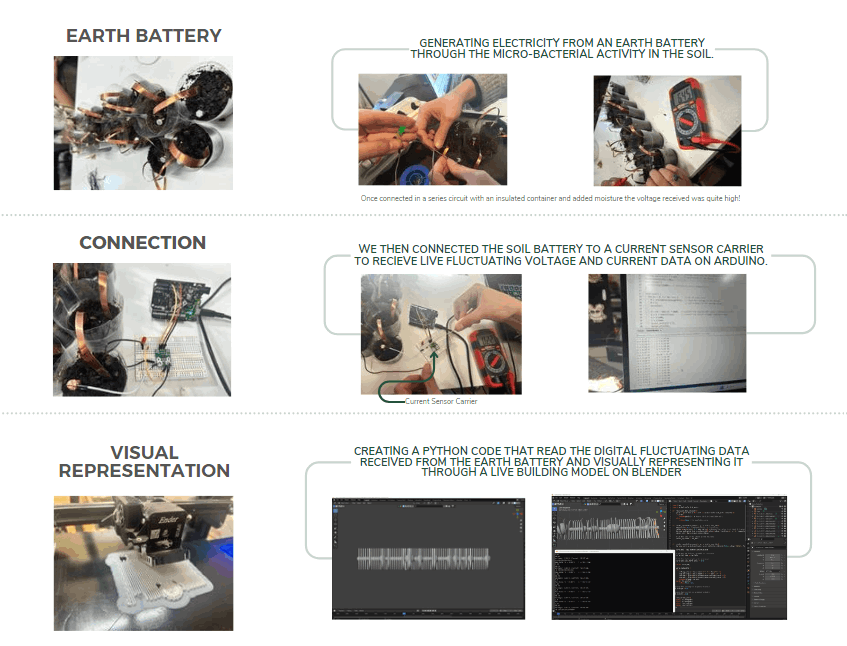 EARTH BATTERY
GENERATING ELECTRICITY FROM AN EARTH BATTERY
THROUGH THE MICRO-BACTERIAL ACTIVITY IN THE SOIL.
Once connected in a series circuit with an insulated container and added moisture the voltage received was quite high!
CONNECTION
WE THEN CONNECTED THE SOIL BATTERY TO A CURRENT SENSOR CARRIER
TO RECIEVE LIVE FLUCTUATING VOLTAGE AND CURRENT DATA ON ARDUINO.
Current Sensor Carrier
VISUAL
REPRESENTATION
CREATING A PYTHON CODE THAT READ THE DIGITAL FLUCTUATING DATA
RECEIVED FROM THE EARTH BATTERY AND VISUALLY REPRESENTING IT
THROUGH A LIVE BUILDING MODEL ON BLENDER
Ender